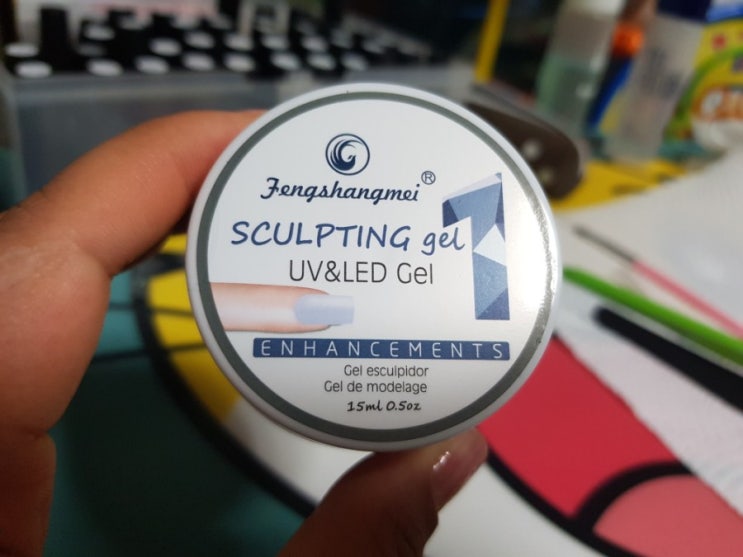 Fengshangmei®
SCULPTING gel 1
UV&LED Gel
ENHANCEMENTS
Gel esculpidor
Gel de modelage
15ml 0.5oz